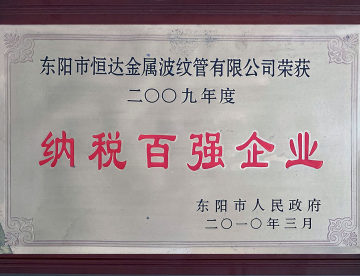 东阳市恒达金属波纹管有限公司荣获
二〇〇九年度
纳税百强企业
东阳市人民政府
二〇一〇年三月